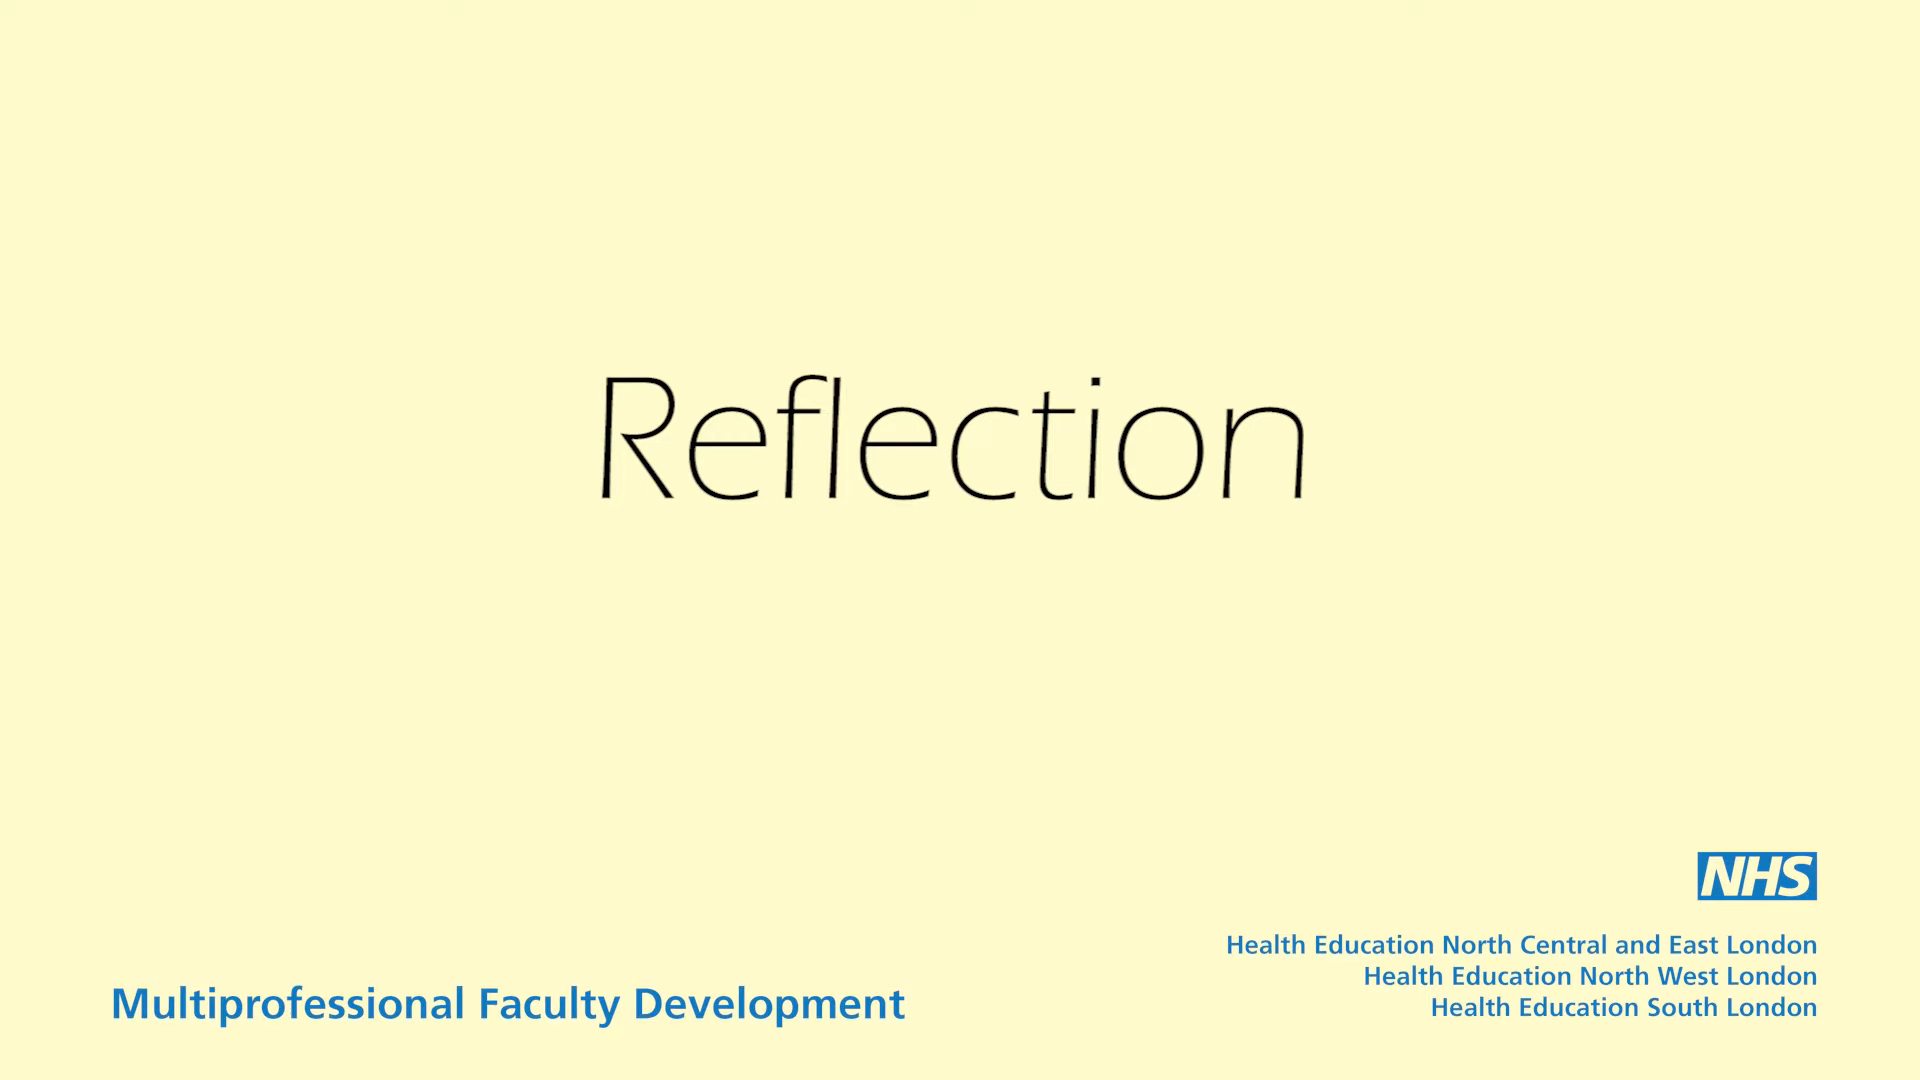 Reflection
NHS
Health Education North Central and East London
Health Education North West London
Health Education South London
Multiprofessional Faculty Development